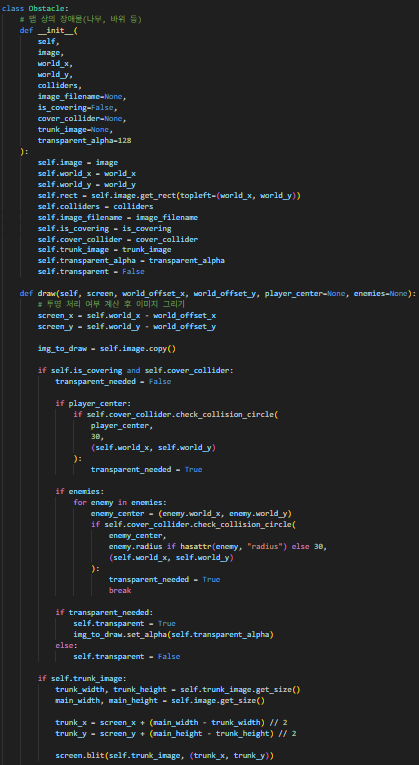 class Obstacle:
    # 맵 상의 장애물(나무, 바위 등)
    def __init__(
        self,
        image,
        world_x,
        world_y,
        colliders,
        image_filename=None,
        is_covering=False,
        cover_collider=None,
        trunk_image=None,
        transparent_alpha=128
    ):
        self.image = image
        self.world_x = world_x
        self.world_y = world_y
        self.rect = self.image.get_rect(topleft=(world_x, world_y))
        self.colliders = colliders
        self.image_filename = image_filename
        self.is_covering = is_covering
        self.cover_collider = cover_collider
        self.trunk_image = trunk_image
        self.transparent_alpha = transparent_alpha
        self.transparent = False

    def draw(self, screen, world_offset_x, world_offset_y, player_center=None, enemies=None):
        # 투명 처리 여부 계산 후 이미지 그리기
        screen_x = self.world_x - world_offset_x
        screen_y = self.world_y - world_offset_y

        img_to_draw = self.image.copy()

        if self.is_covering and self.cover_collider:
            transparent_needed = False

            if player_center:
                if self.cover_collider.check_collision_circle(
                    player_center,
                    30,
                    (self.world_x, self.world_y)
                ):
                    transparent_needed = True

            if enemies:
                for enemy in enemies:
                    enemy_center = (enemy.world_x, enemy.world_y)
                    if self.cover_collider.check_collision_circle(
                        enemy_center,
                        enemy.radius if hasattr(enemy, "radius") else 30,
                        (self.world_x, self.world_y)
                    ):
                        transparent_needed = True
                        break

            if transparent_needed:
                self.transparent = True
                img_to_draw.set_alpha(self.transparent_alpha)
            else:
                self.transparent = False

        if self.trunk_image:
            trunk_width, trunk_height = self.trunk_image.get_size()
            main_width, main_height = self.image.get_size()

            trunk_x = screen_x + (main_width - trunk_width) // 2
            trunk_y = screen_y + (main_height - trunk_height) // 2

            screen.blit(self.trunk_image, (trunk_x, trunk_y))